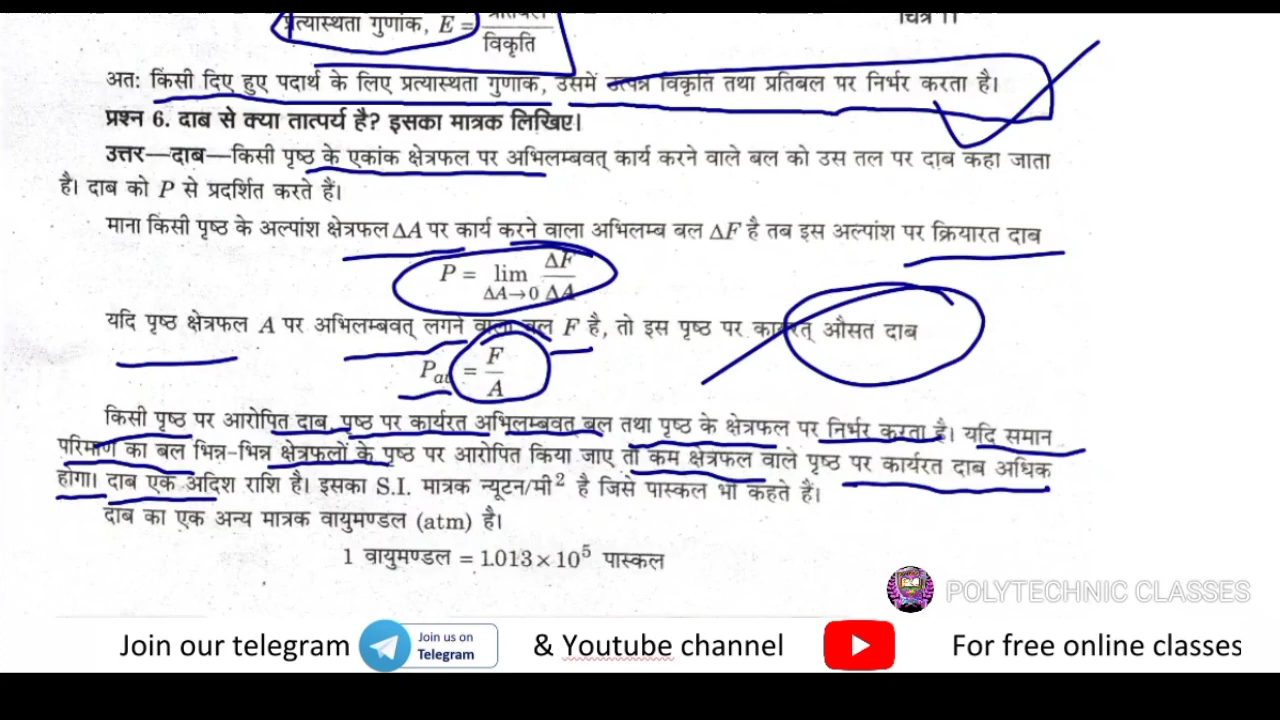 प्रत्यास्थता गुणांक, E = प्रतिबल / विकृति
चित्र 11
अतः किसी दिए हुए पदार्थ के लिए प्रत्यास्थता गुणांक, उसमें उत्पन्न विकृति तथा प्रतिबल पर निर्भर करता है।
प्रश्न 6. दाब से क्या तात्पर्य है? इसका मात्रक लिखिए।
उत्तर—दाब—किसी पृष्ठ के एकांक क्षेत्रफल पर अभिलम्बवत् कार्य करने वाले बल को उस तल पर दाब कहा जाता
है। दाब को P से प्रदर्शित करते हैं।
माना किसी पृष्ठ के अल्पांश क्षेत्रफल ΔA पर कार्य करने वाला अभिलम्ब बल ΔF है तब इस अल्पांश पर क्रियारत दाब
P = lim ΔA→0 ΔF / ΔA
यदि पृष्ठ क्षेत्रफल A पर अभिलम्बवत् लगने वाला बल F है, तो इस पृष्ठ पर कार्यरत् औसत दाब
P_av = F / A
किसी पृष्ठ पर आरोपित दाब, पृष्ठ पर कार्यरत अभिलम्बवत् बल तथा पृष्ठ के क्षेत्रफल पर निर्भर करता है। यदि समान
परिमाण का बल भिन्न-भिन्न क्षेत्रफलों के पृष्ठ पर आरोपित किया जाए तो कम क्षेत्रफल वाले पृष्ठ पर कार्यरत दाब अधिक
होगा। दाब एक अदिश राशि है। इसका S.I. मात्रक न्यूटन/मी² है जिसे पास्कल भी कहते हैं।
दाब का एक अन्य मात्रक वायुमण्डल (atm) है।
1 वायुमण्डल = 1.013 × 10⁵ पास्कल
POLYTECHNIC CLASSES
Join our telegram Join us on Telegram & Youtube channel For free online classes